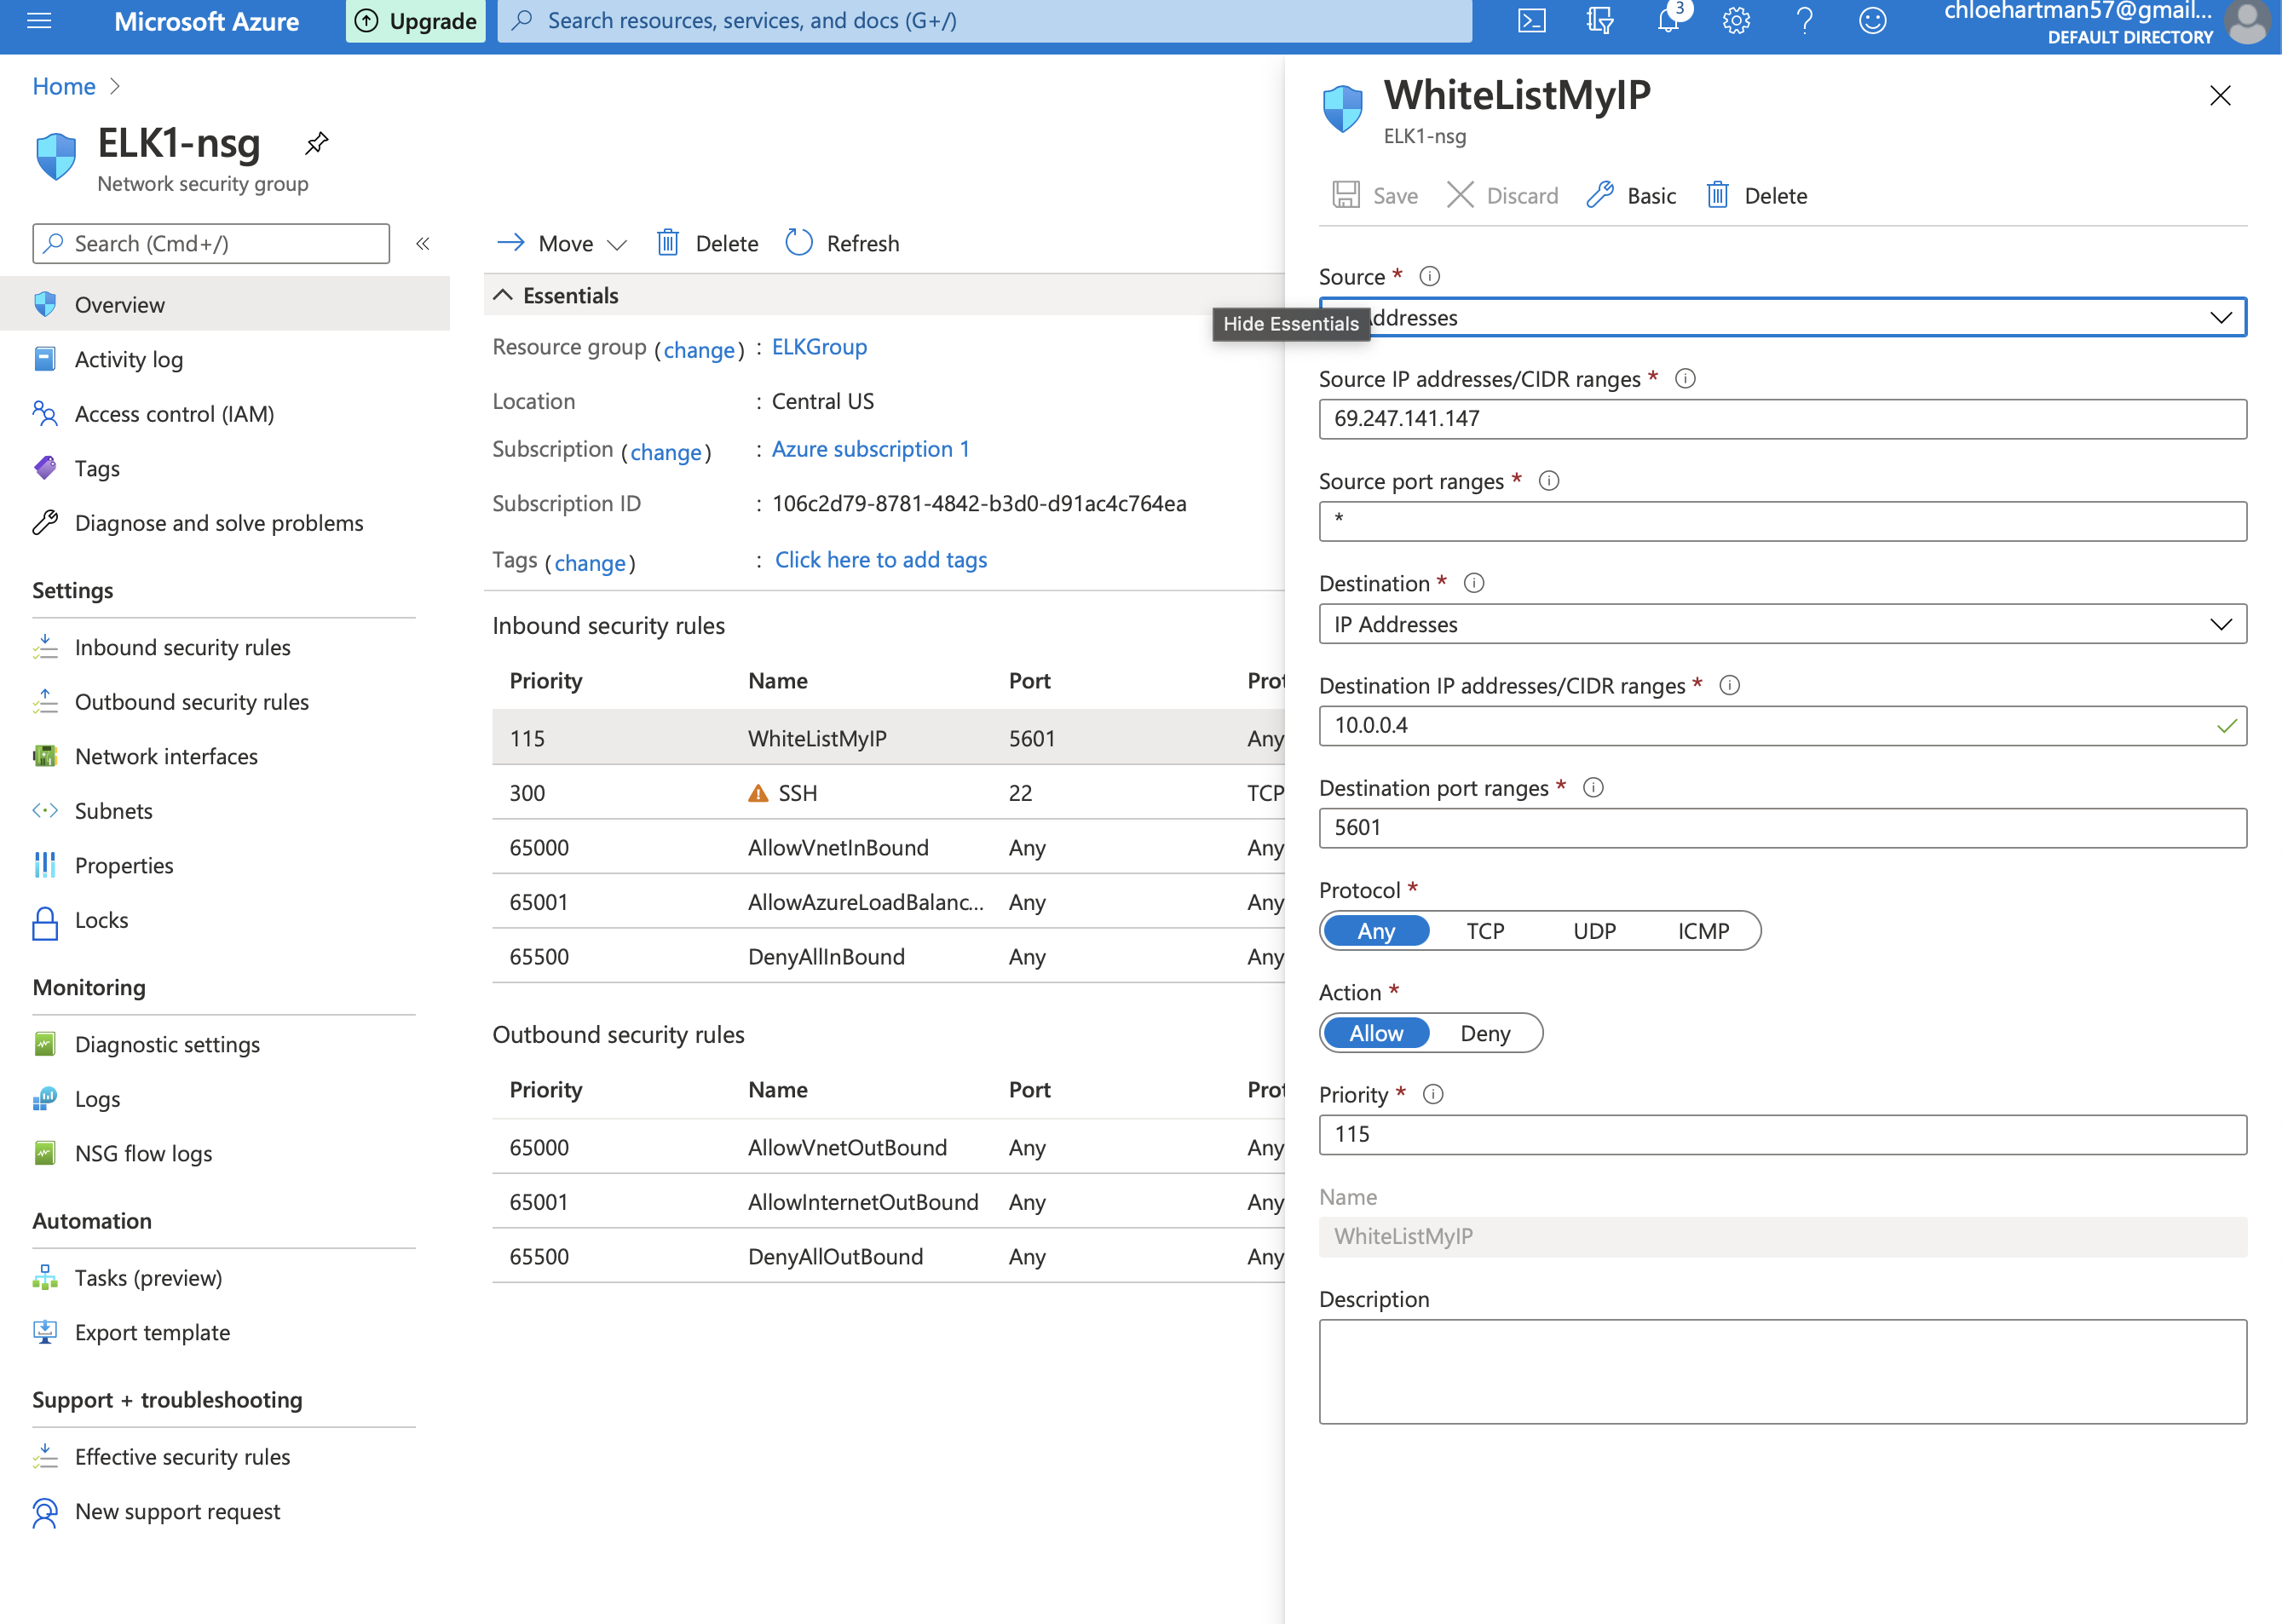 Microsoft Azure
Upgrade
Search resources, services, and docs (G+/)
3
chloehartman57@gmail...
DEFAULT DIRECTORY
Home
ELK1-nsg
Network security group
Search (Cmd+/)
«
Overview
Activity log
Access control (IAM)
Tags
Diagnose and solve problems
Settings
Inbound security rules
Outbound security rules
Network interfaces
Subnets
Properties
Locks
Monitoring
Diagnostic settings
Logs
NSG flow logs
Automation
Tasks (preview)
Export template
Support + troubleshooting
Effective security rules
New support request
Move Delete Refresh
Essentials
Hide Essentials
Resource group (change) : ELKGroup
Location : Central US
Subscription (change) : Azure subscription 1
Subscription ID : 106c2d79-8781-4842-b3d0-d91ac4c764ea
Tags (change) : Click here to add tags
Inbound security rules
Priority Name Port Prot
115 WhiteListMyIP 5601 Any
300 SSH 22 TCP
65000 AllowVnetInBound Any Any
65001 AllowAzureLoadBalanc... Any Any
65500 DenyAllInBound Any Any
Outbound security rules
Priority Name Port Prot
65000 AllowVnetOutBound Any Any
65001 AllowInternetOutBound Any Any
65500 DenyAllOutBound Any Any
WhiteListMyIP
ELK1-nsg
Save Discard Basic Delete
Source *
ddresses
Source IP addresses/CIDR ranges *
69.247.141.147
Source port ranges *
*
Destination *
IP Addresses
Destination IP addresses/CIDR ranges *
10.0.0.4
Destination port ranges *
5601
Protocol *
Any TCP UDP ICMP
Action *
Allow Deny
Priority *
115
Name
WhiteListMyIP
Description